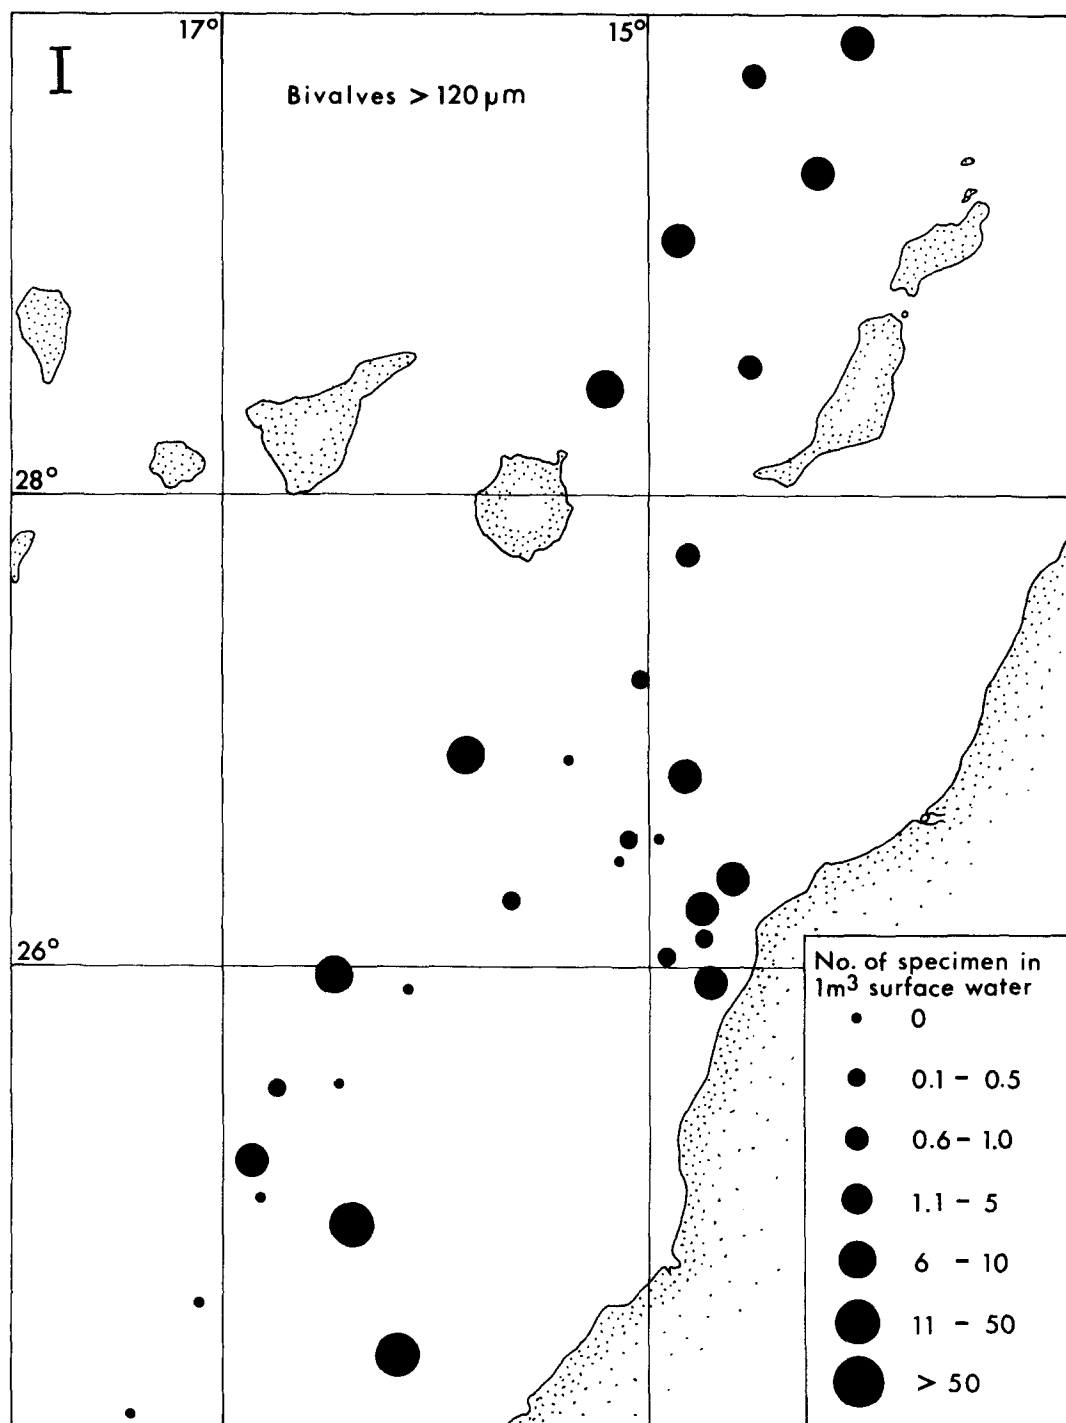 17° 15°
I
Bivalves > 120 µm
28°
26°
No. of specimen in
1m³ surface water
0
0.1 – 0.5
0.6 – 1.0
1.1 – 5
6 – 10
11 – 50
> 50